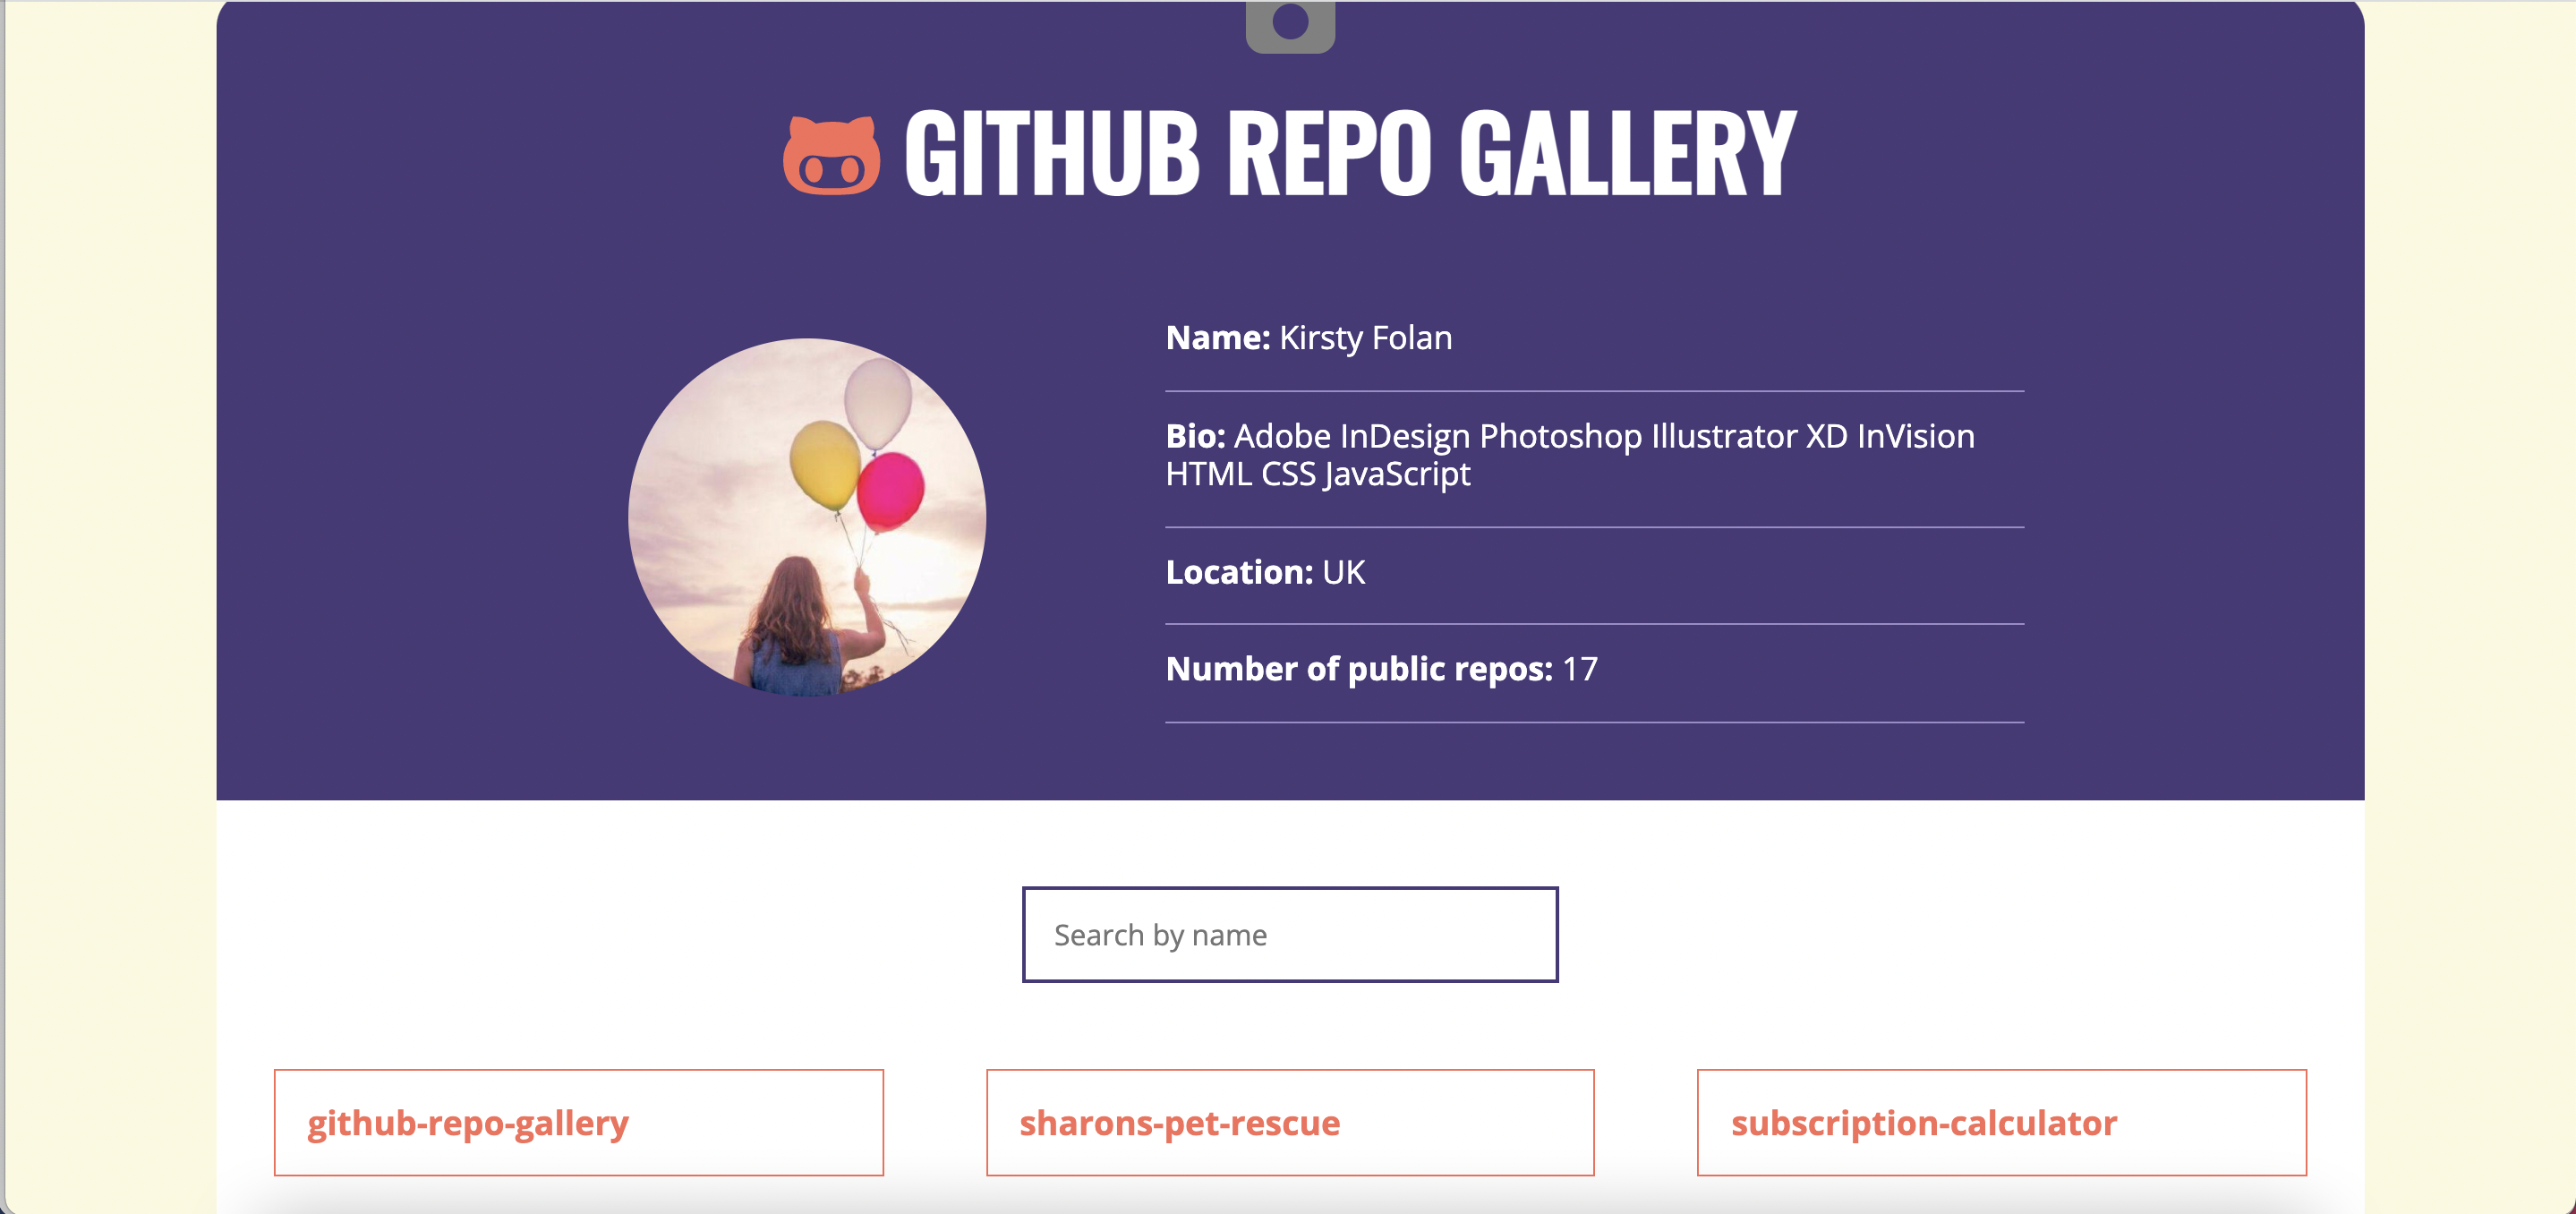 GITHUB REPO GALLERY
Name: Kirsty Folan
Bio: Adobe InDesign Photoshop Illustrator XD InVision
HTML CSS JavaScript
Location: UK
Number of public repos: 17
Search by name
github-repo-gallery
sharons-pet-rescue
subscription-calculator